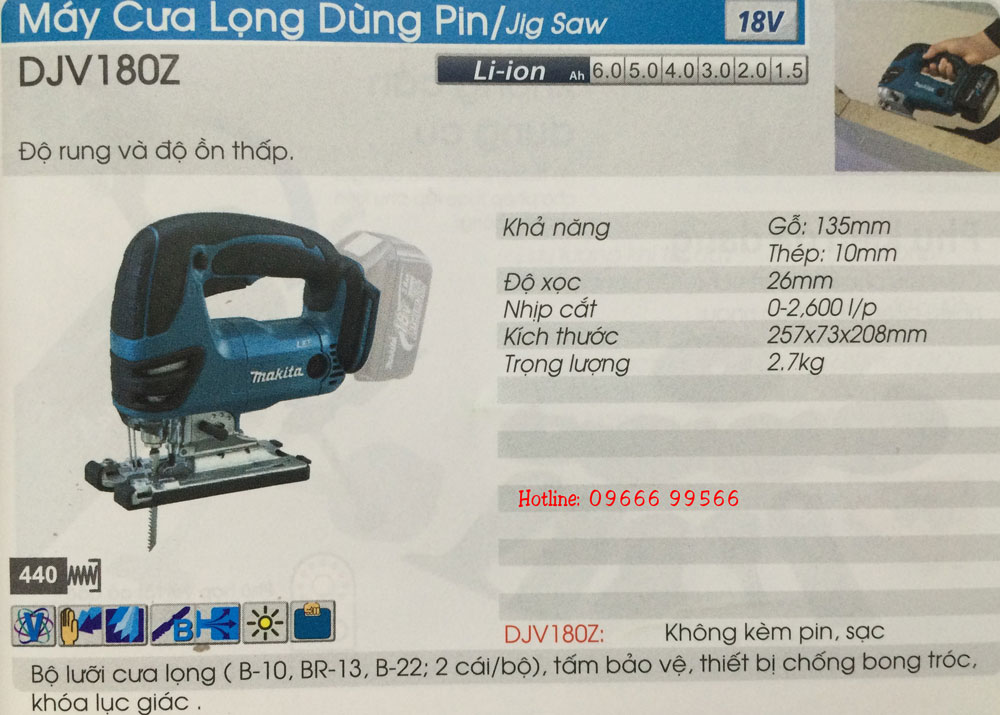 Máy Cưa Lọng Dùng Pin/Jig Saw 18V
DJV180Z
Li-ion Ah 6.0 5.0 4.0 3.0 2.0 1.5
Độ rung và độ ồn thấp.
Khả năng Gỗ: 135mm
Thép: 10mm
Độ xọc 26mm
Nhịp cắt 0-2,600 l/p
Kích thước 257x73x208mm
Trọng lượng 2.7kg
makita
Hotline: 09666 99566
440
V
B
DJV180Z: Không kèm pin, sạc
Bộ lưỡi cưa lọng ( B-10, BR-13, B-22; 2 cái/bộ), tấm bảo vệ, thiết bị chống bong tróc,
khóa lục giác .